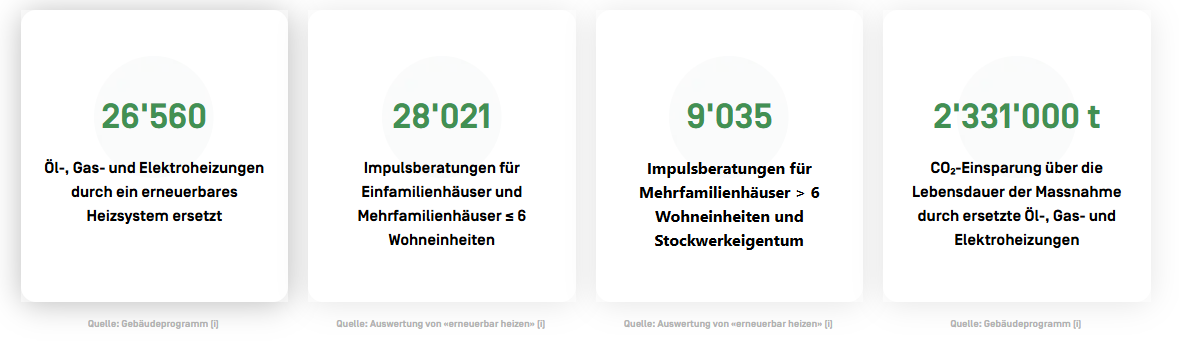 26'560
Öl-, Gas- und Elektroheizungen
durch ein erneuerbares
Heizsystem ersetzt
Quelle: Gebäudeprogramm [i]
28'021
Impulsberatungen für
Einfamilienhäuser und
Mehrfamilienhäuser ≤ 6
Wohneinheiten
Quelle: Auswertung von «erneuerbar heizen» [i]
9'035
Impulsberatungen für
Mehrfamilienhäuser > 6
Wohneinheiten und
Stockwerkeigentum
Quelle: Auswertung von «erneuerbar heizen» [i]
2'331'000 t
CO₂-Einsparung über die
Lebensdauer der Massnahme
durch ersetzte Öl-, Gas- und
Elektroheizungen
Quelle: Gebäudeprogramm [i]